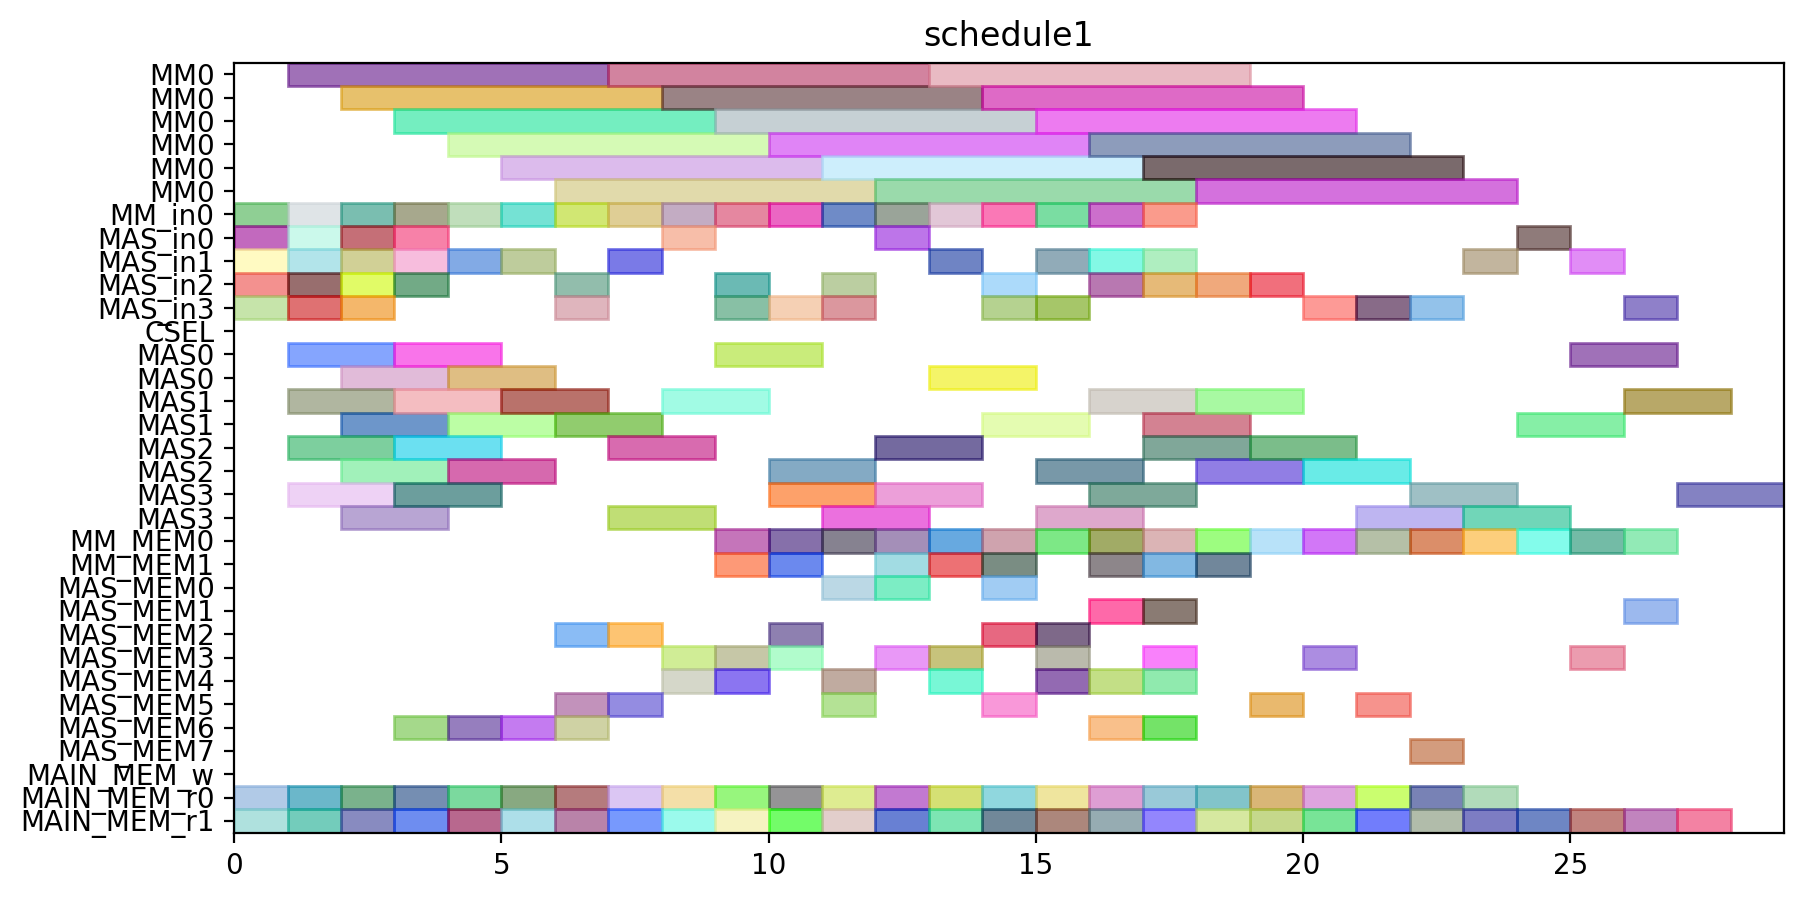 schedule1
MM0
MM0
MM0
MM0
MM0
MM0
MM_in0
MAS_in0
MAS_in1
MAS_in2
MAS_in3
CSEL
MAS0
MAS0
MAS1
MAS1
MAS2
MAS2
MAS3
MAS3
MM_MEM0
MM_MEM1
MAS_MEM0
MAS_MEM1
MAS_MEM2
MAS_MEM3
MAS_MEM4
MAS_MEM5
MAS_MEM6
MAS_MEM7
MAIN_MEM_w
MAIN_MEM_r0
MAIN_MEM_r1
0 5 10 15 20 25